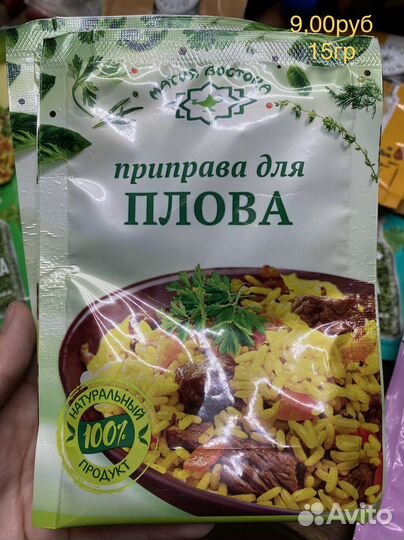 9,00руб
15гр
МАГИЯ ВОСТОКА
приправа для
ПЛОВА
НАТУРАЛЬНЫЙ
100%
ПРОДУКТ
Avito